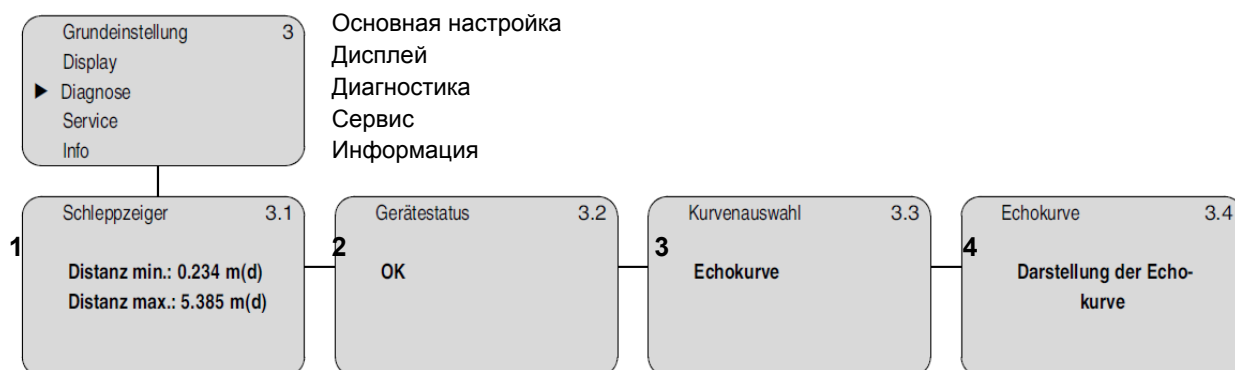 Grundeinstellung 3
Display
▶ Diagnose
Service
Info
Основная настройка
Дисплей
Диагностика
Сервис
Информация
1
Schleppzeiger 3.1
Distanz min.: 0.234 m(d)
Distanz max.: 5.385 m(d)
2
Gerätestatus 3.2
OK
3
Kurvenauswahl 3.3
Echokurve
4
Echokurve 3.4
Darstellung der Echo-
kurve